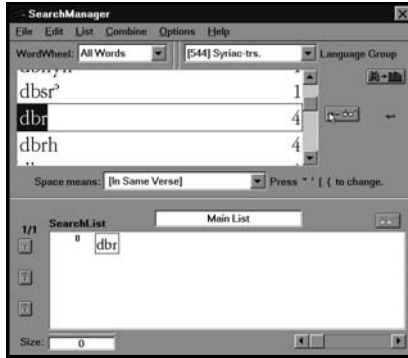 SearchManager
File Edit List Combine Options Help
WordWheel: All Words [544] Syriac-trs. Language Group
dbsrʾ 1
dbr 4
dbrh 4
Space means: [In Same Verse] Press " ' [ { to change.
1/1 SearchList Main List
0 dbr
Size: 0